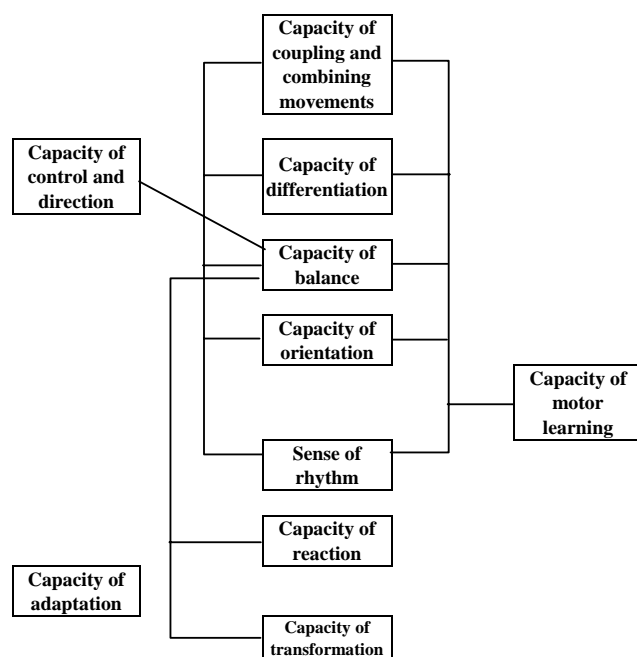 Capacity of
coupling and
combining
movements
Capacity of
control and
direction
Capacity of
differentiation
Capacity of
balance
Capacity of
orientation
Capacity of
motor
learning
Sense of
rhythm
Capacity of
reaction
Capacity of
adaptation
Capacity of
transformation